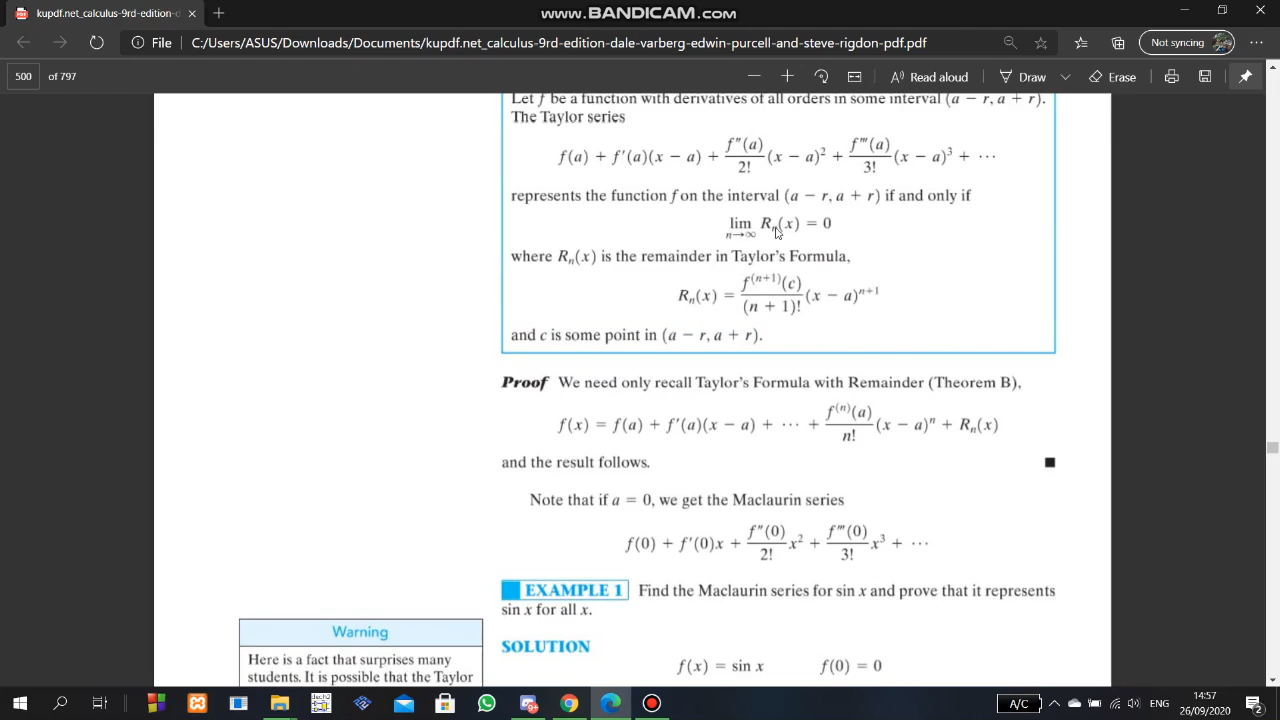 kupdf.net_calculus-9rd-edition-d
www.BANDICAM.com
File C:/Users/ASUS/Downloads/Documents/kupdf.net_calculus-9rd-edition-dale-varberg-edwin-purcell-and-steve-rigdon-pdf.pdf Not syncing
500 of 797 Read aloud Draw Erase
Let f be a function with derivatives of all orders in some interval (a − r, a + r).
The Taylor series
f(a) + f′(a)(x − a) + f″(a)/2! (x − a)² + f‴(a)/3! (x − a)³ + ⋯
represents the function f on the interval (a − r, a + r) if and only if
lim n→∞ Rₙ(x) = 0
where Rₙ(x) is the remainder in Taylor's Formula,
Rₙ(x) = f⁽ⁿ⁺¹⁾(c)/(n + 1)! (x − a)ⁿ⁺¹
and c is some point in (a − r, a + r).
Proof We need only recall Taylor's Formula with Remainder (Theorem B),
f(x) = f(a) + f′(a)(x − a) + ⋯ + f⁽ⁿ⁾(a)/n! (x − a)ⁿ + Rₙ(x)
and the result follows.
Note that if a = 0, we get the Maclaurin series
f(0) + f′(0)x + f″(0)/2! x² + f‴(0)/3! x³ + ⋯
EXAMPLE 1 Find the Maclaurin series for sin x and prove that it represents
sin x for all x.
Warning
Here is a fact that surprises many
students. It is possible that the Taylor
SOLUTION
f(x) = sin x f(0) = 0
A/C ENG 14:57
26/09/2020